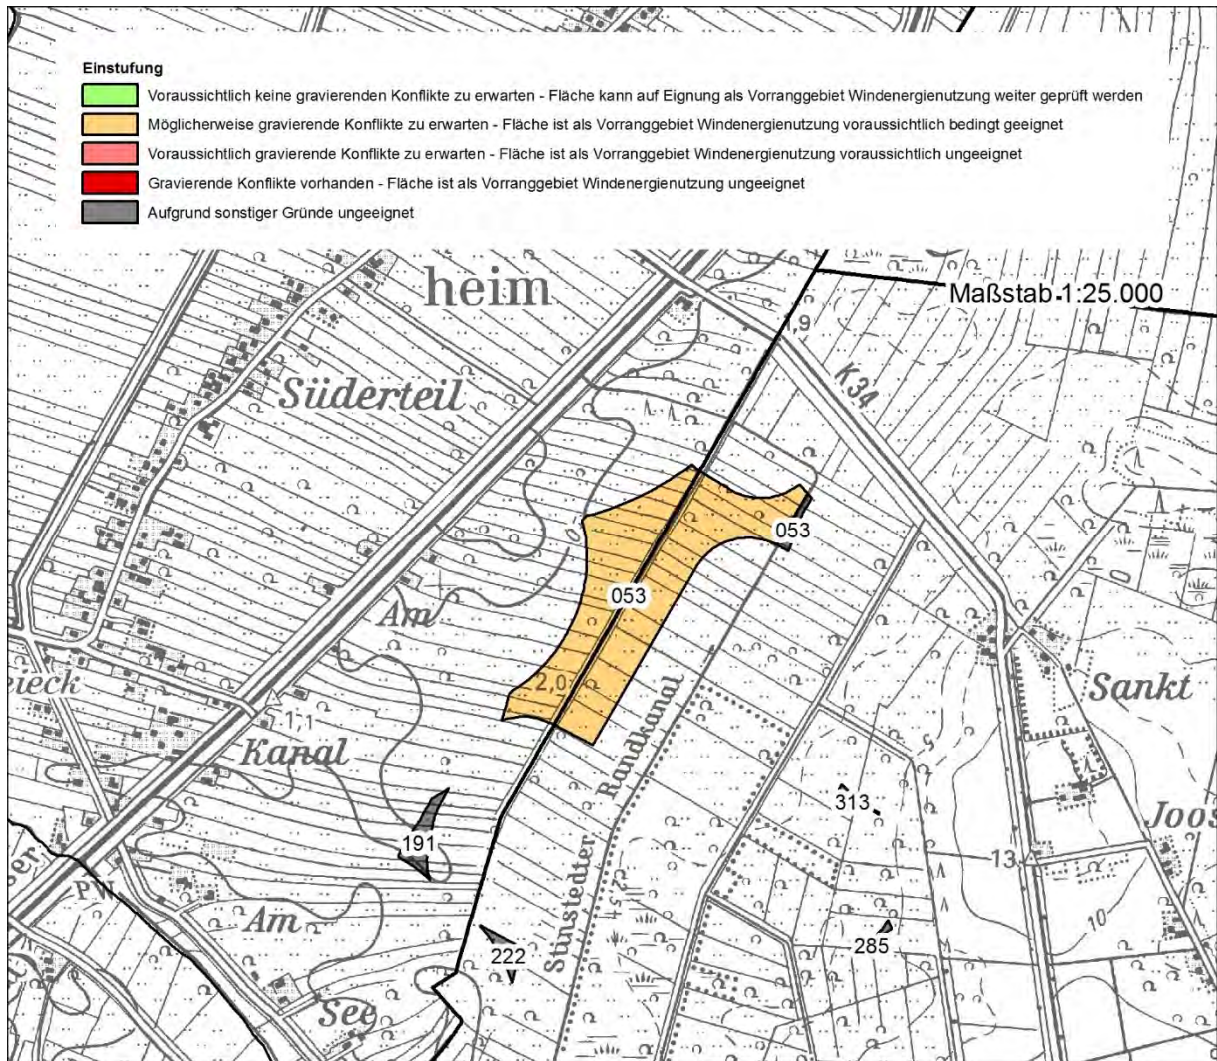 Einstufung
Voraussichtlich keine gravierenden Konflikte zu erwarten - Fläche kann auf Eignung als Vorranggebiet Windenergienutzung weiter geprüft werden
Möglicherweise gravierende Konflikte zu erwarten - Fläche ist als Vorranggebiet Windenergienutzung voraussichtlich bedingt geeignet
Voraussichtlich gravierende Konflikte zu erwarten - Fläche ist als Vorranggebiet Windenergienutzung voraussichtlich ungeeignet
Gravierende Konflikte vorhanden - Fläche ist als Vorranggebiet Windenergienutzung ungeeignet
Aufgrund sonstiger Gründe ungeeignet
heim
Maßstab 1:25.000
1,9
K 34
Süderteil
053
053
Am
2,0
ieck
Sankt
1,1
Kanal
Randkanal
313
Joos
191
13
Am
Stinstedter
10
285
222
See